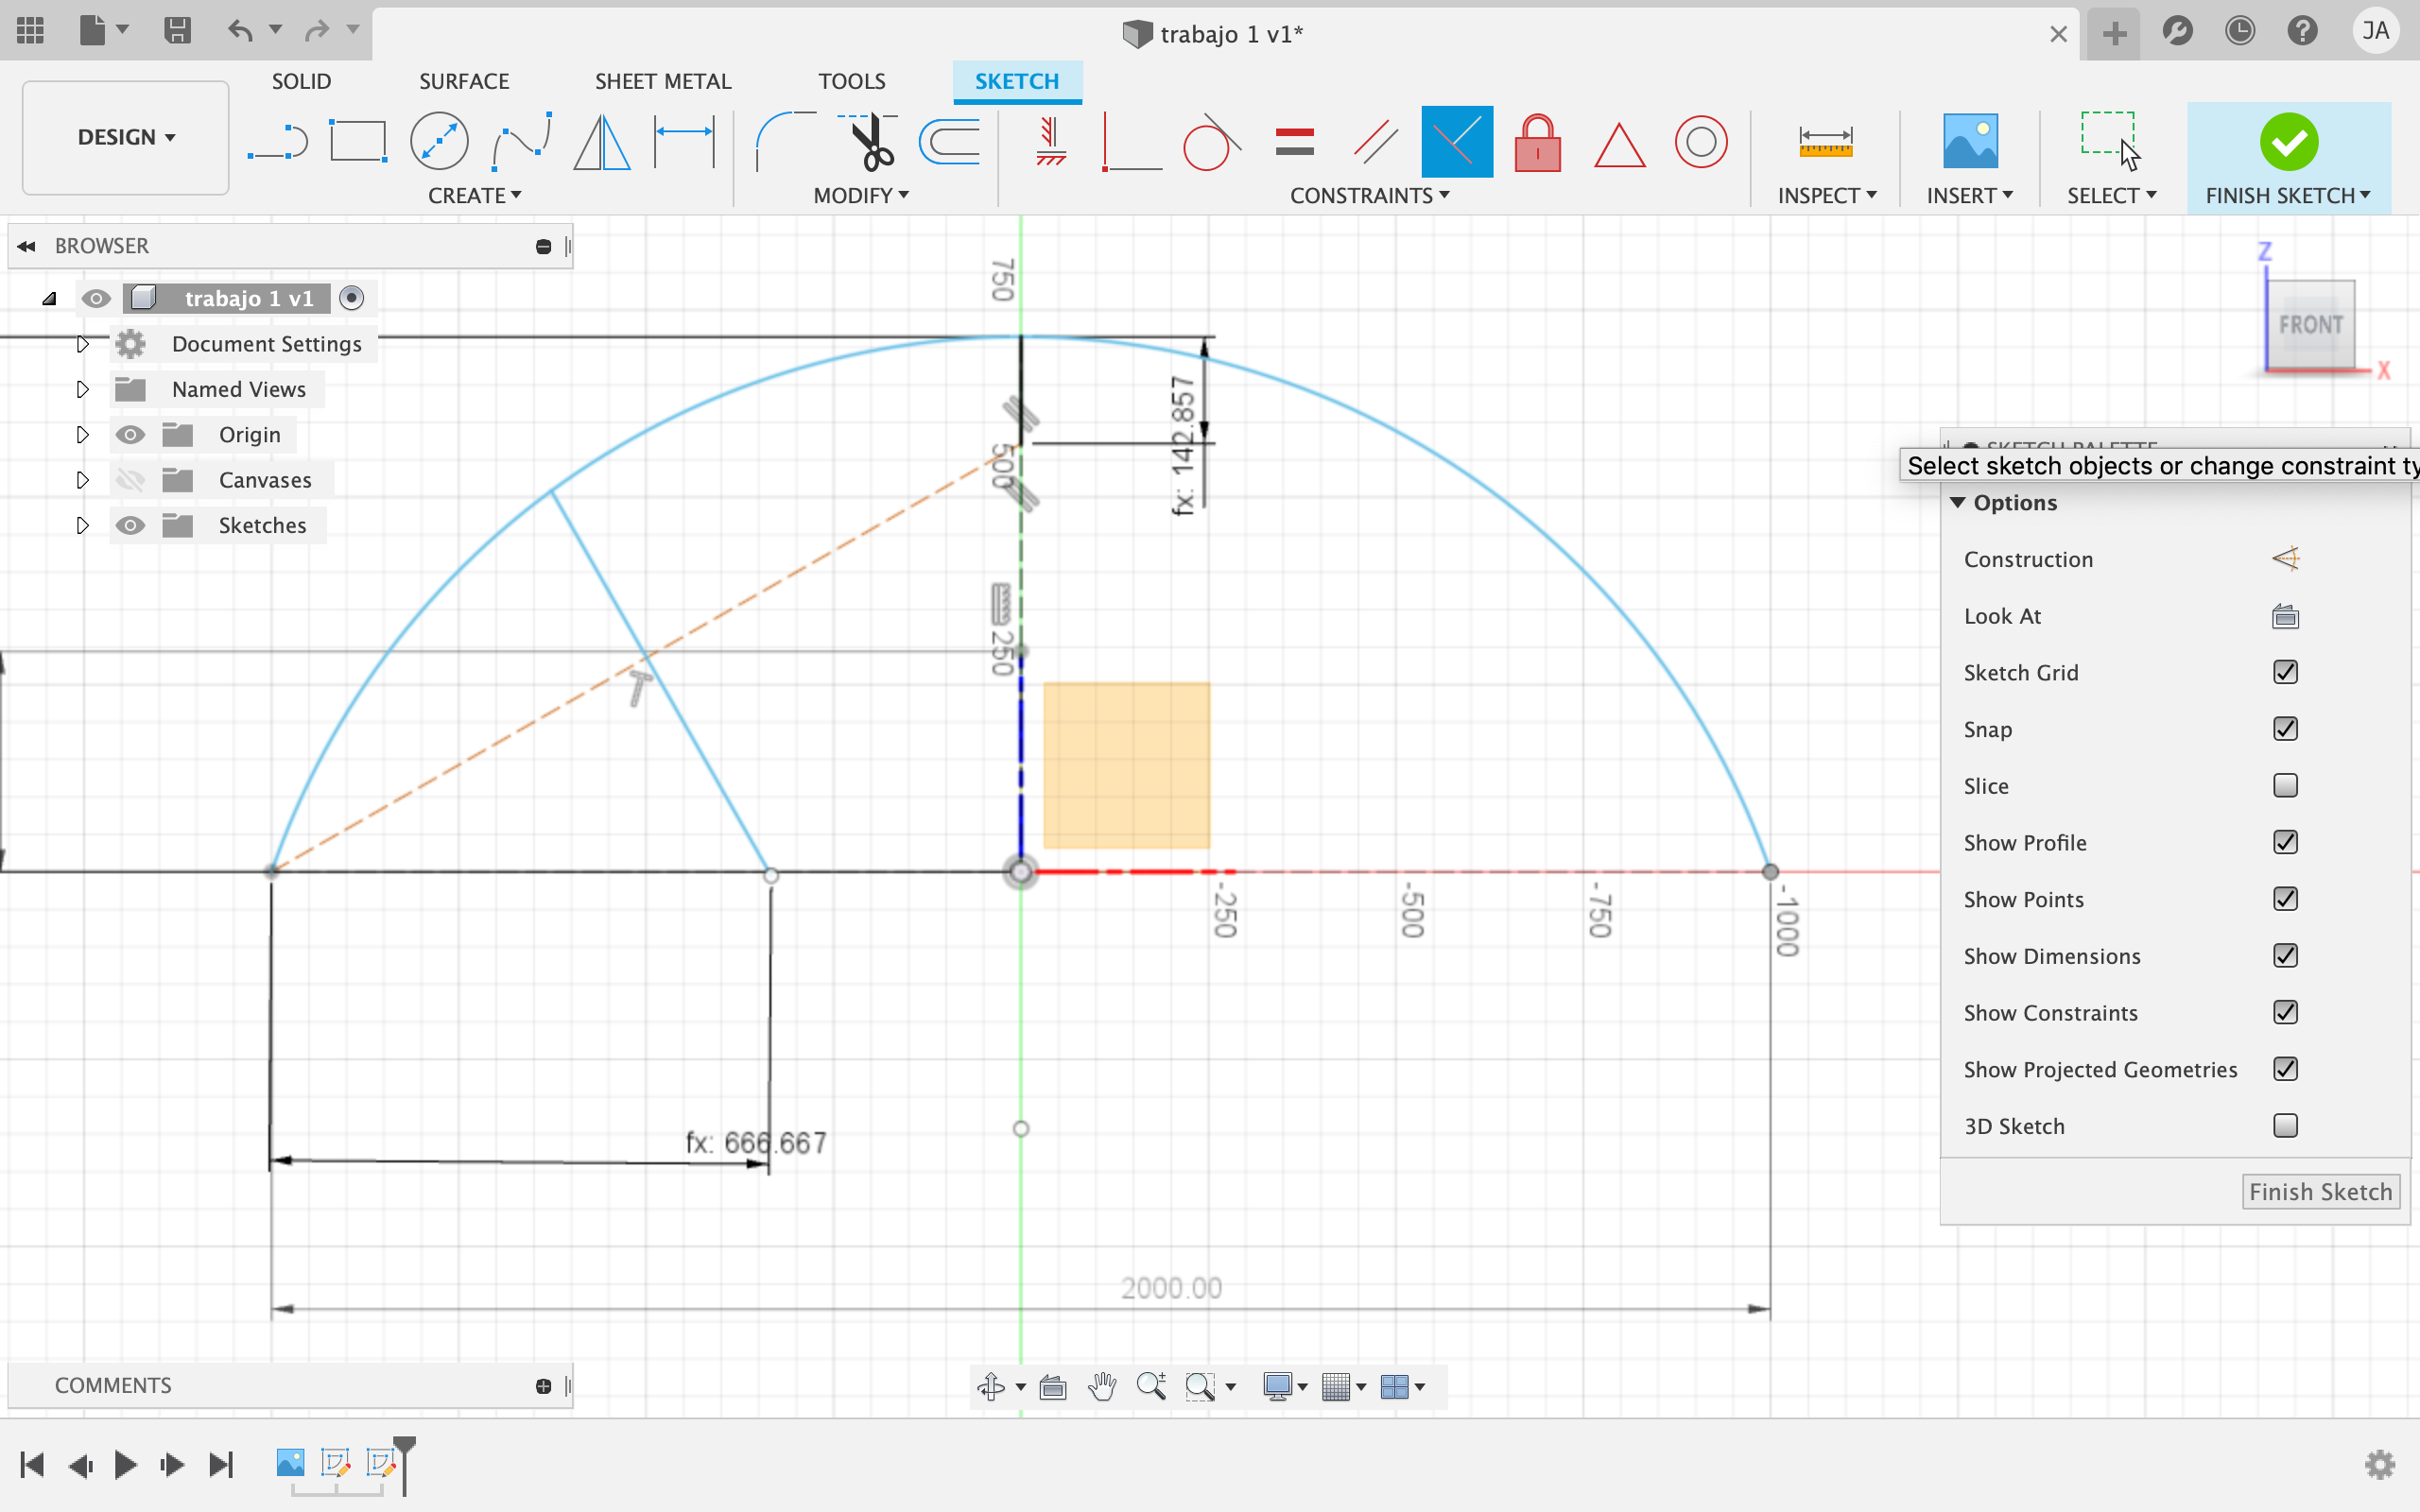 trabajo 1 v1*
JA
SOLID
SURFACE
SHEET METAL
TOOLS
SKETCH
DESIGN
CREATE
MODIFY
CONSTRAINTS
INSPECT
INSERT
SELECT
FINISH SKETCH
BROWSER
trabajo 1 v1
Document Settings
Named Views
Origin
Canvases
Sketches
750
500
250
fx: 142.857
Z
FRONT
X
SKETCH PALETTE
Select sketch objects or change constraint ty
Options
Construction
Look At
Sketch Grid
Snap
Slice
Show Profile
Show Points
Show Dimensions
Show Constraints
Show Projected Geometries
3D Sketch
Finish Sketch
-250
-500
-750
-1000
fx: 666.667
2000.00
COMMENTS